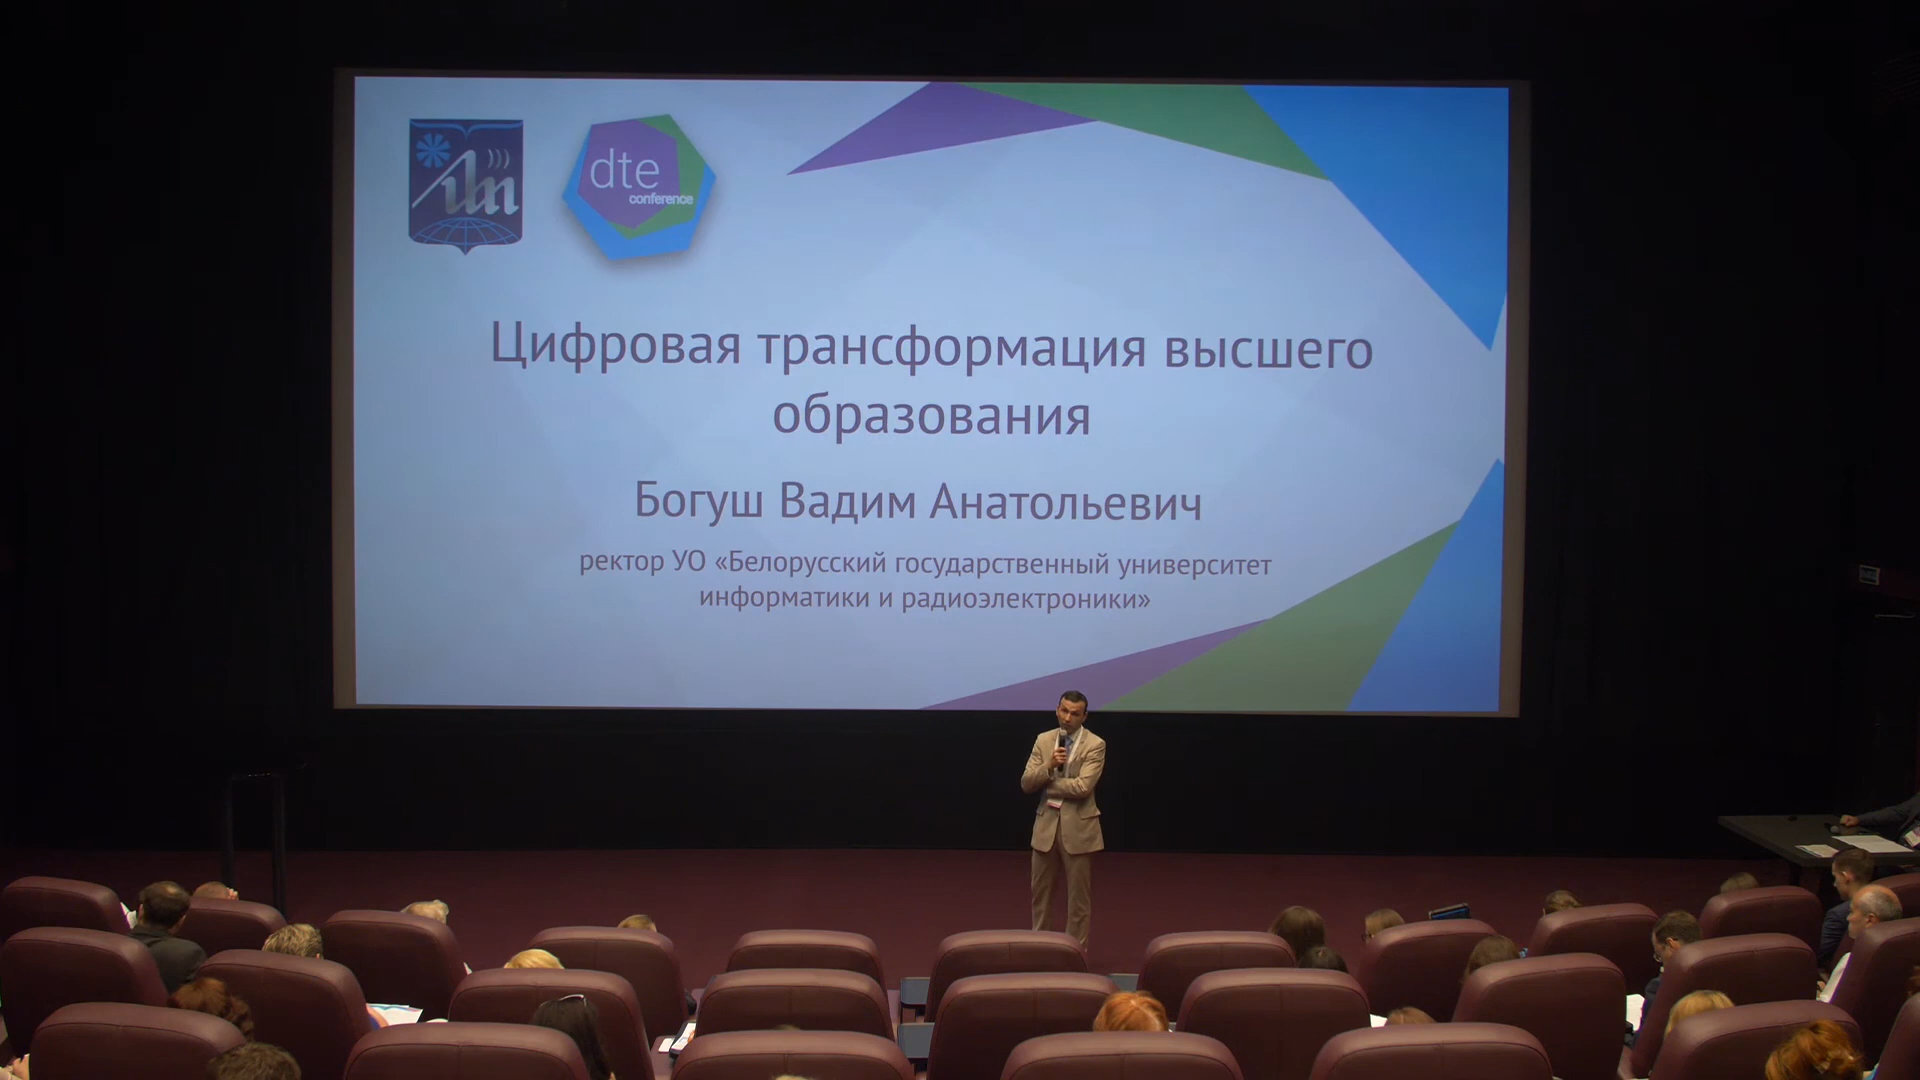 dte
conference
Цифровая трансформация высшего
образования
Богуш Вадим Анатольевич
ректор УО «Белорусский государственный университет
информатики и радиоэлектроники»